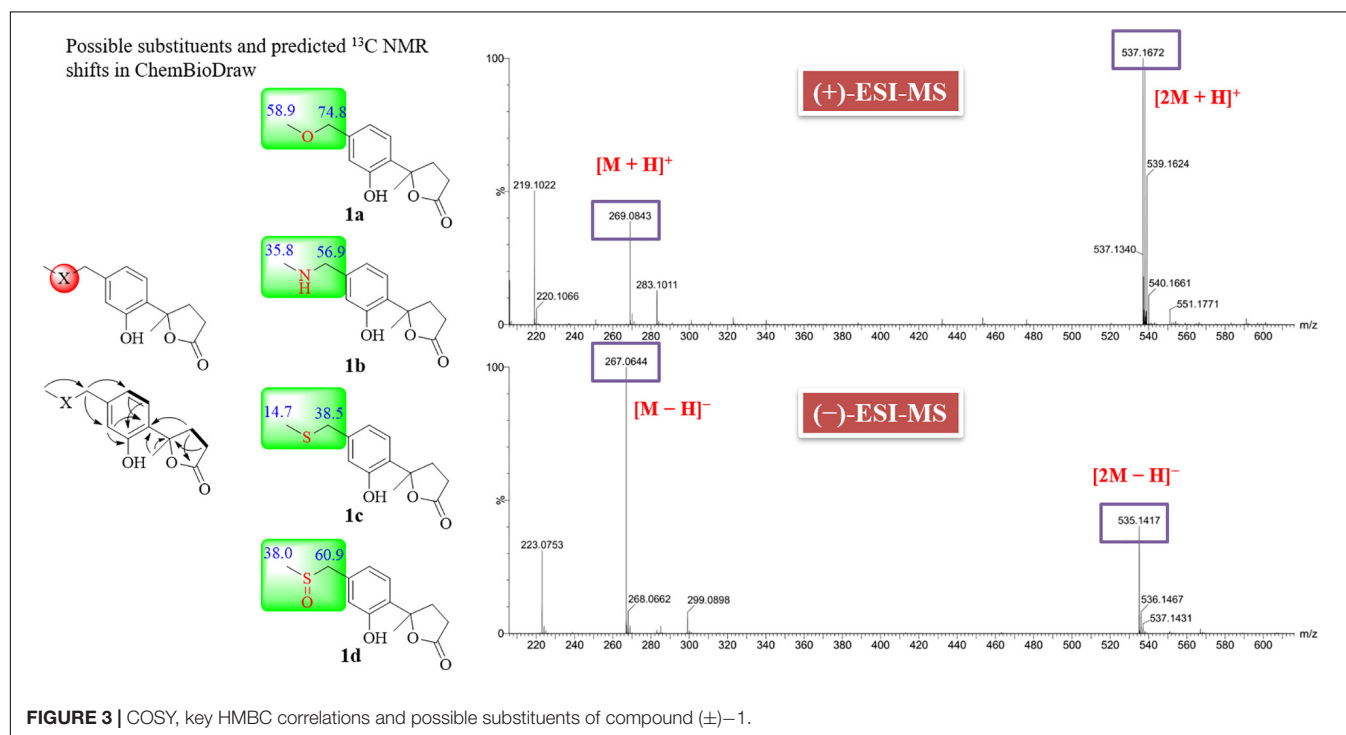 Possible substituents and predicted ¹³C NMR
shifts in ChemBioDraw
58.9 74.8
O
OH O
O
1a
35.8 56.9
N
H
OH O
O
1b
X
OH O
O
14.7 38.5
S
OH O
O
1c
X
OH O
O
38.0 60.9
S
O
OH O
O
1d
100
%
0
(+)-ESI-MS
537.1672
[2M + H]⁺
539.1624
[M + H]⁺
219.1022
269.0843
537.1340
283.1011
220.1066
540.1661
551.1771
m/z
220 240 260 280 300 320 340 360 380 400 420 440 460 480 500 520 540 560 580 600
100
%
0
267.0644
[M − H]⁻
(−)-ESI-MS
[2M − H]⁻
535.1417
223.0753
268.0662
299.0898
536.1467
537.1431
m/z
220 240 260 280 300 320 340 360 380 400 420 440 460 480 500 520 540 560 580 600
FIGURE 3 | COSY, key HMBC correlations and possible substituents of compound (±)−1.